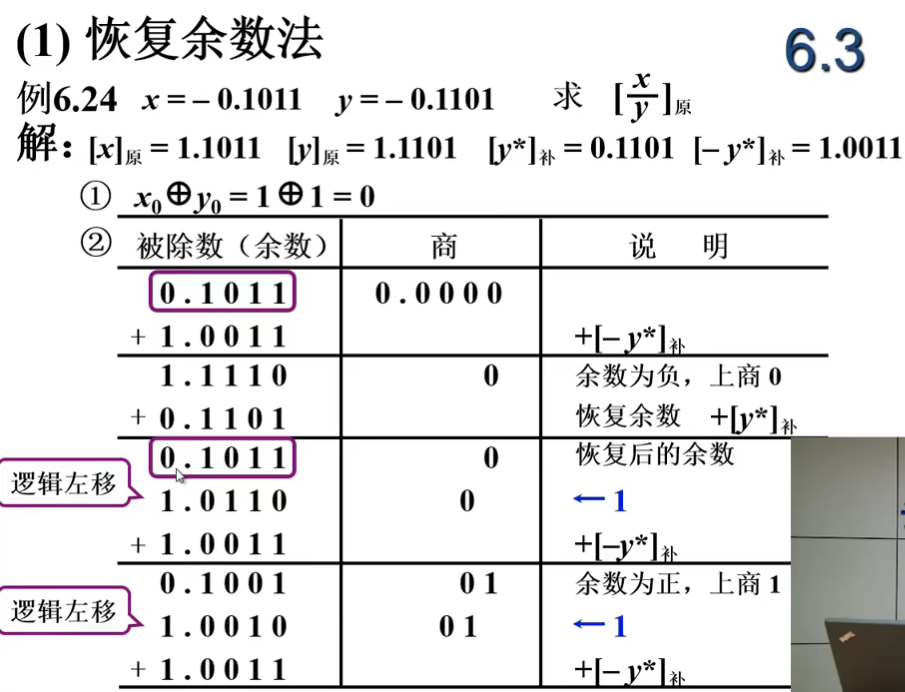 (1) 恢复余数法
6.3
例6.24 x = – 0.1011 y = – 0.1101 求 [x/y]原
解：[x]原 = 1.1011 [y]原 = 1.1101 [y*]补 = 0.1101 [– y*]补 = 1.0011
① x0⊕y0 = 1⊕1 = 0
② 被除数（余数） 商 说 明
0.1011 0.0000
+ 1.0011 +[– y*]补
1.1110 0 余数为负，上商 0
+ 0.1101 恢复余数 +[y*]补
0.1011 0 恢复后的余数
逻辑左移
1.0110 0 ←1
+ 1.0011 +[–y*]补
0.1001 01 余数为正，上商 1
逻辑左移
1.0010 01 ←1
+ 1.0011 +[– y*]补